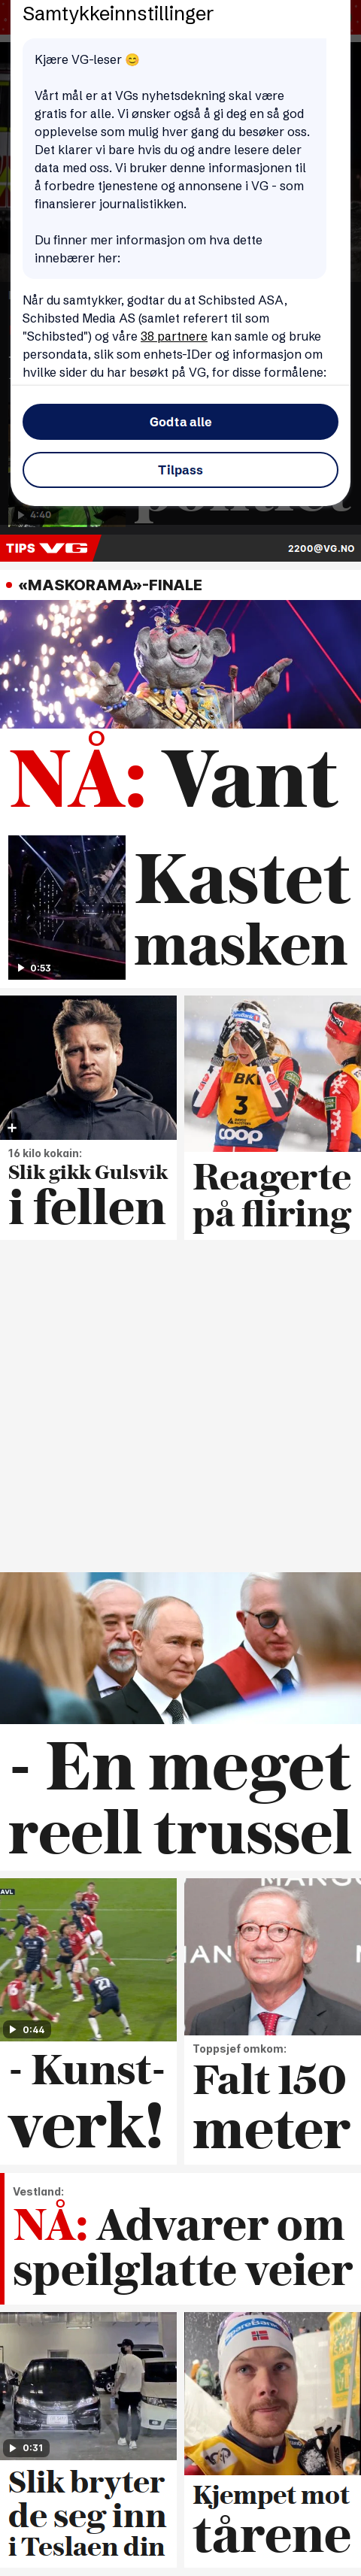 Samtykkeinnstillinger
Kjære VG-leser 😊
Vårt mål er at VGs nyhetsdekning skal være
gratis for alle. Vi ønsker også å gi deg en så god
opplevelse som mulig hver gang du besøker oss.
Det klarer vi bare hvis du og andre lesere deler
data med oss. Vi bruker denne informasjonen til
å forbedre tjenestene og annonsene i VG - som
finansierer journalistikken.
Du finner mer informasjon om hva dette
innebærer her:
Når du samtykker, godtar du at Schibsted ASA,
Schibsted Media AS (samlet referert til som
"Schibsted") og våre 38 partnere kan samle og bruke
persondata, slik som enhets-IDer og informasjon om
hvilke sider du har besøkt på VG, for disse formålene:
Godta alle
Tilpass
4:40
politiet
TIPS VG
2200@VG.NO
«MASKORAMA»-FINALE
NÅ: Vant
0:53
Kastet
masken
16 kilo kokain:
Slik gikk Gulsvik
i fellen
BKV
3
coop
Reagerte
på fliring
- En meget
reell trussel
AVL
0:44
- Kunst-
verk!
Toppsjef omkom:
Falt 150
meter
Vestland:
NÅ: Advarer om
speilglatte veier
0:31
Slik bryter
de seg inn
i Teslaen din
Kjempet mot
tårene